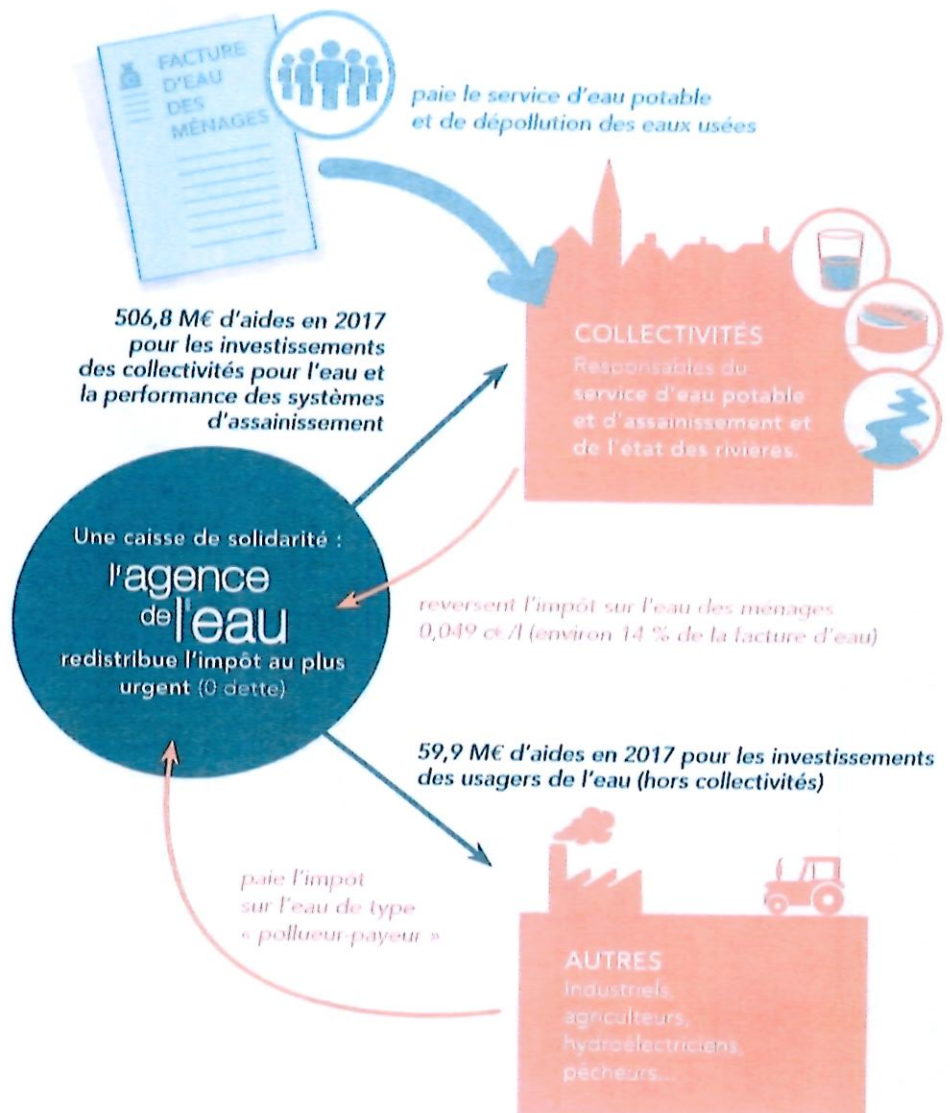 FACTURE
D'EAU
DES
MÉNAGES
paie le service d'eau potable
et de dépollution des eaux usées
506,8 M€ d'aides en 2017
pour les investissements
des collectivités pour l'eau et
la performance des systèmes
d'assainissement
COLLECTIVITÉS
Responsables du
service d'eau potable
et d'assainissement et
de l'état des rivières.
Une caisse de solidarité :
l'agence
de l'eau
redistribue l'impôt au plus
urgent (0 dette)
reversent l'impôt sur l'eau des ménages
0,049 ct /l (environ 14 % de la facture d'eau)
59,9 M€ d'aides en 2017 pour les investissements
des usagers de l'eau (hors collectivités)
paie l'impot
sur l'eau de type
« pollueur-payeur »
AUTRES
Industriels,
agriculteurs,
hydroélectriciens,
pêcheurs...